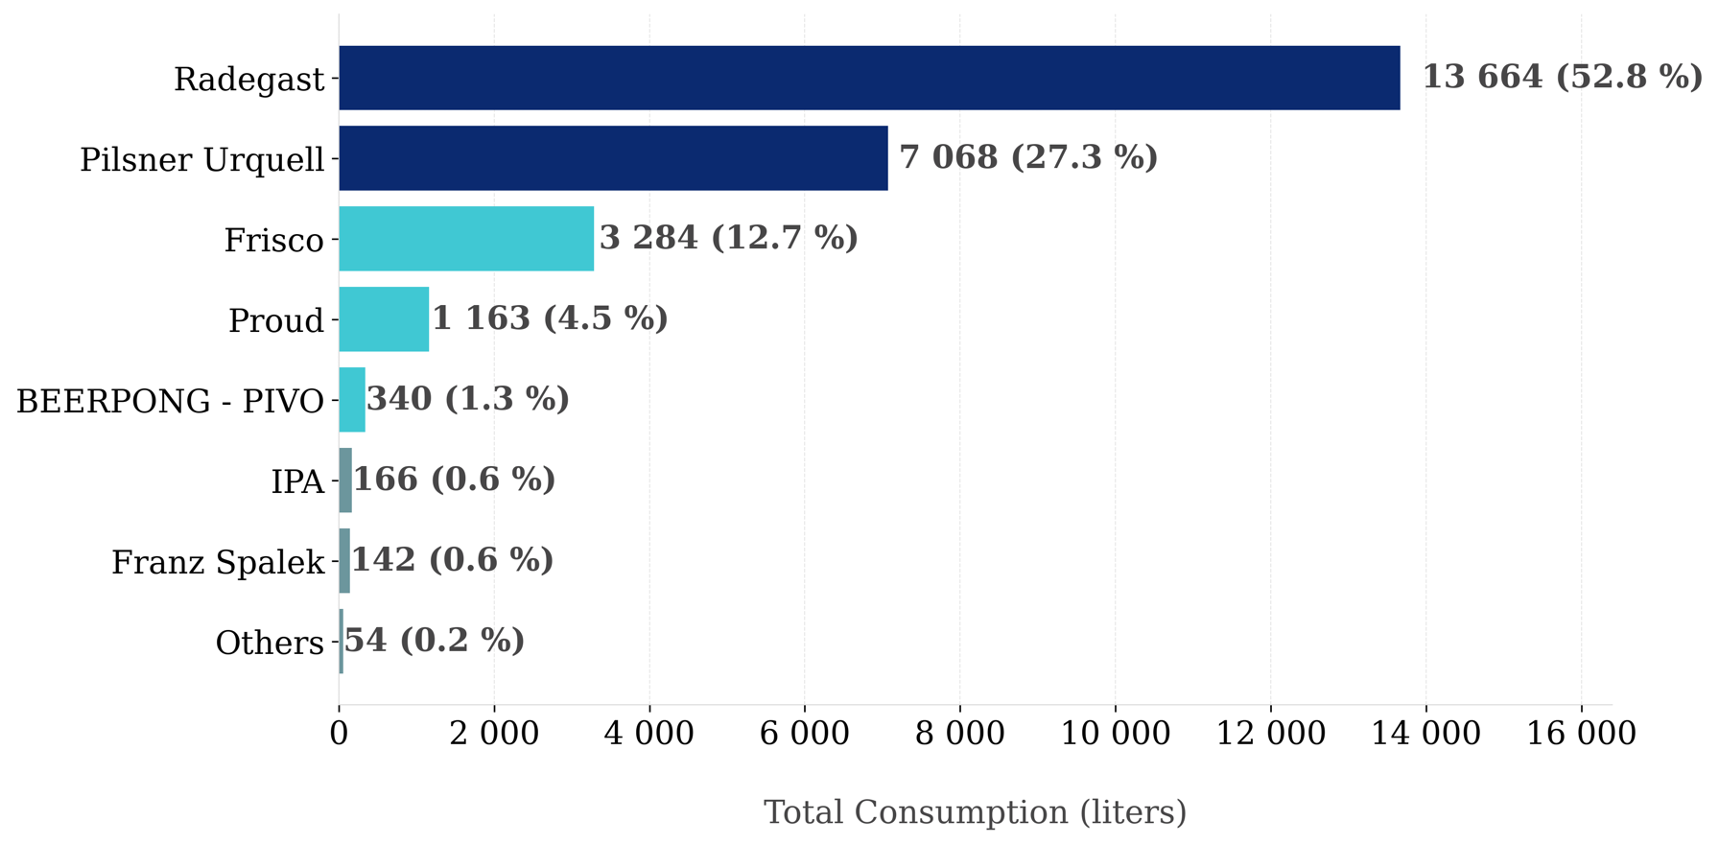 Radegast 13 664 (52.8 %)
Pilsner Urquell 7 068 (27.3 %)
Frisco 3 284 (12.7 %)
Proud 1 163 (4.5 %)
BEERPONG - PIVO 340 (1.3 %)
IPA 166 (0.6 %)
Franz Spalek 142 (0.6 %)
Others 54 (0.2 %)
0 2 000 4 000 6 000 8 000 10 000 12 000 14 000 16 000
Total Consumption (liters)